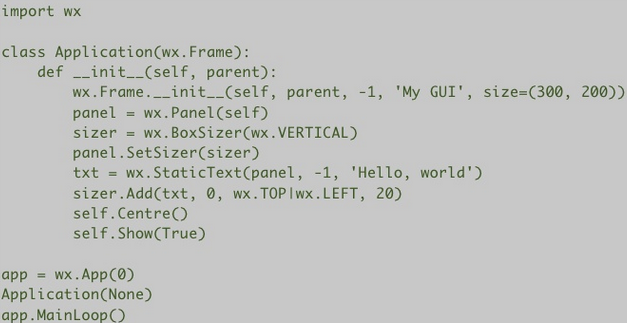 import wx

class Application(wx.Frame):
    def __init__(self, parent):
        wx.Frame.__init__(self, parent, -1, 'My GUI', size=(300, 200))
        panel = wx.Panel(self)
        sizer = wx.BoxSizer(wx.VERTICAL)
        panel.SetSizer(sizer)
        txt = wx.StaticText(panel, -1, 'Hello, world')
        sizer.Add(txt, 0, wx.TOP|wx.LEFT, 20)
        self.Centre()
        self.Show(True)

app = wx.App(0)
Application(None)
app.MainLoop()